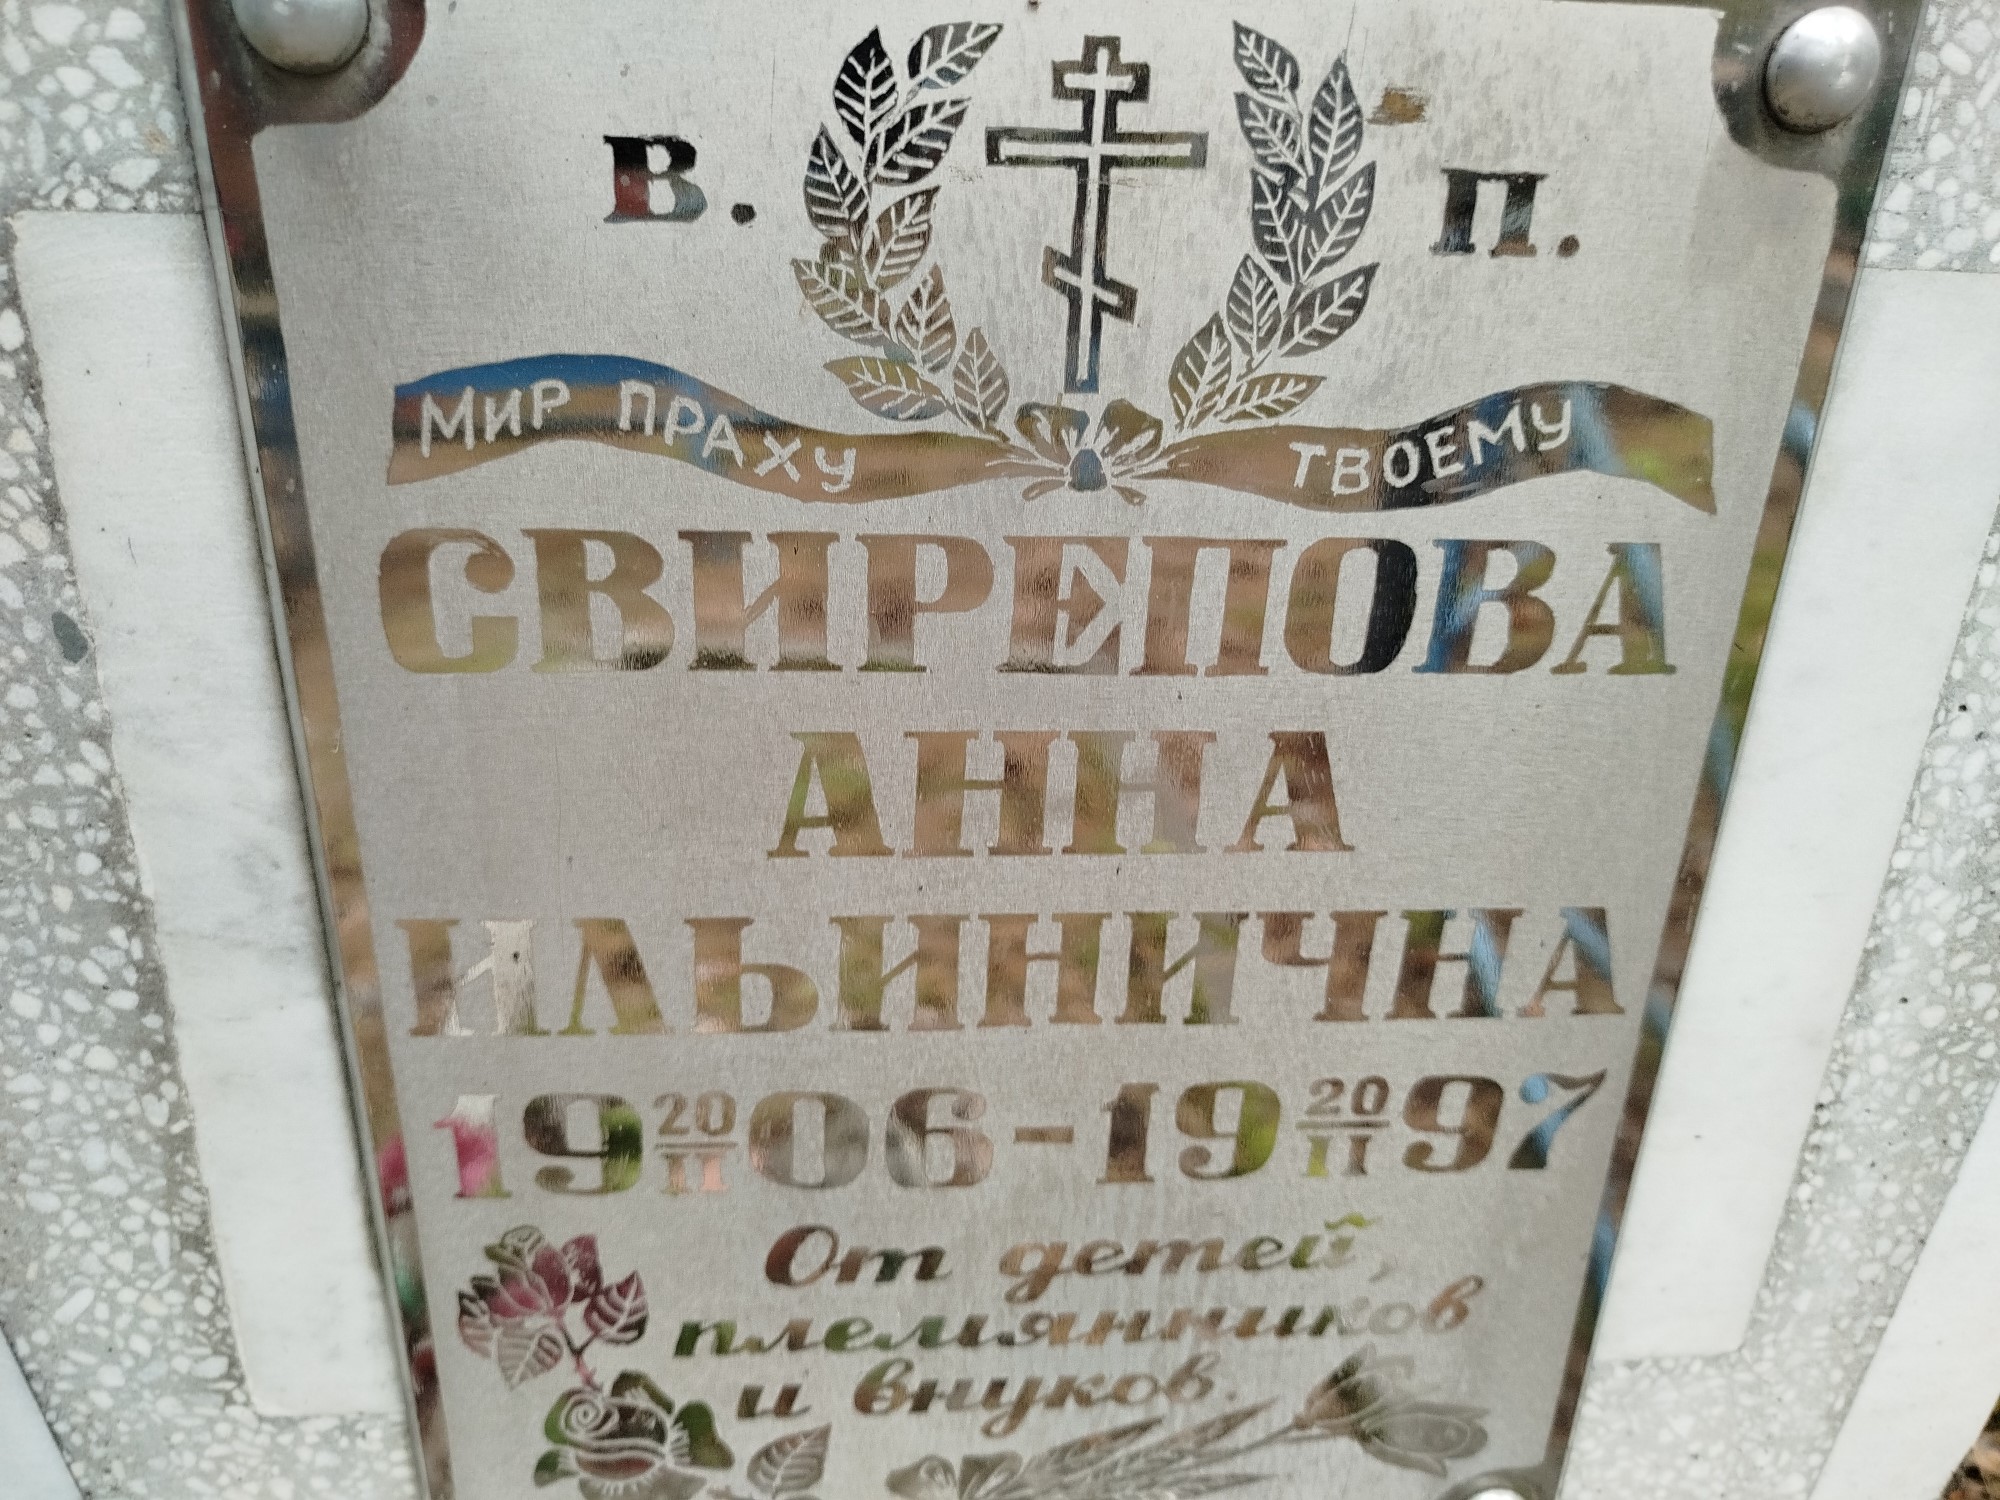 В. П.
МИР ПРАХУ ТВОЕМУ
СВИРЕПОВА
АННА
ИЛЬИНИЧНА
19 20/II 06 - 19 20/II 97
От детей,
племянников
и внуков.